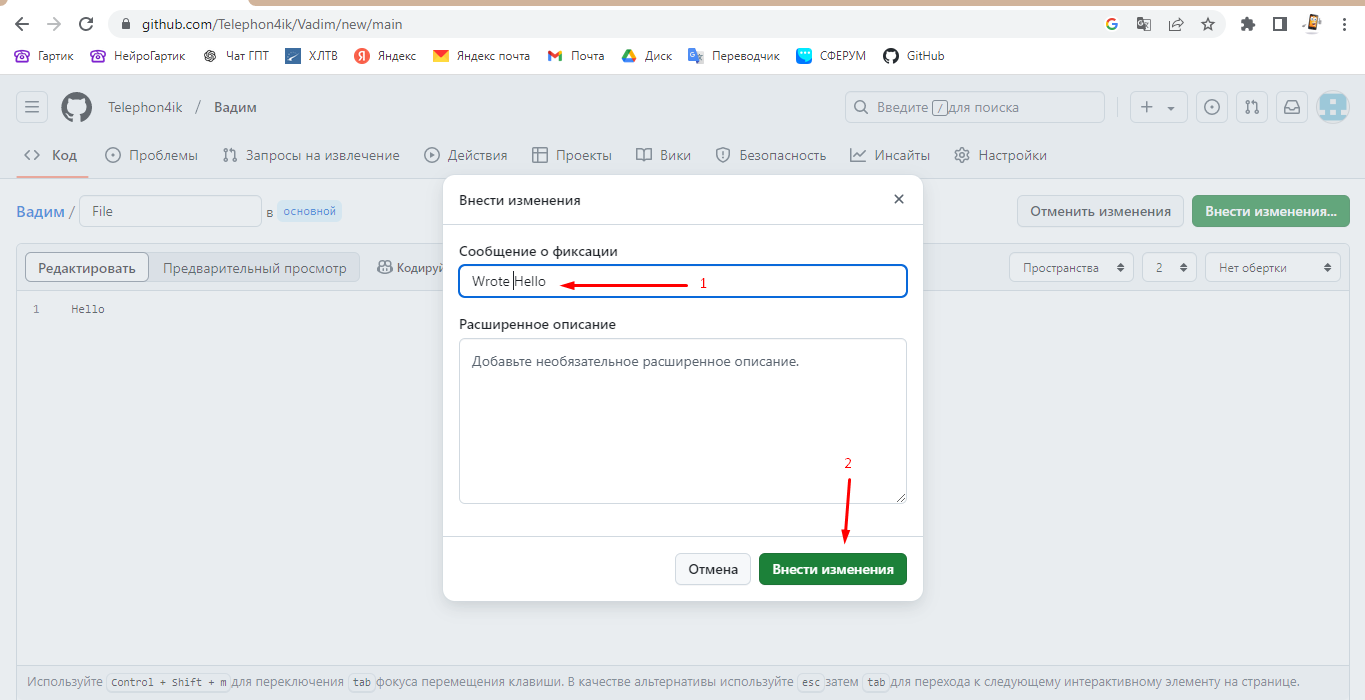 github.com/Telephon4ik/Vadim/new/main
Гартик НейроГартик Чат ГПТ ХЛТВ Яндекс Яндекс почта Почта Диск Переводчик СФЕРУМ GitHub
Telephon4ik / Вадим Введите / для поиска
Код Проблемы Запросы на извлечение Действия Проекты Вики Безопасность Инсайты Настройки
Вадим / File в основной Отменить изменения Внести изменения...
Редактировать Предварительный просмотр Кодируй Пространства 2 Нет обертки
1 Hello
Внести изменения
Сообщение о фиксации
Wrote Hello 1
Расширенное описание
Добавьте необязательное расширенное описание.
2
Отмена Внести изменения
Используйте Control + Shift + m для переключения tab фокуса перемещения клавиши. В качестве альтернативы используйте esc затем tab для перехода к следующему интерактивному элементу на странице.